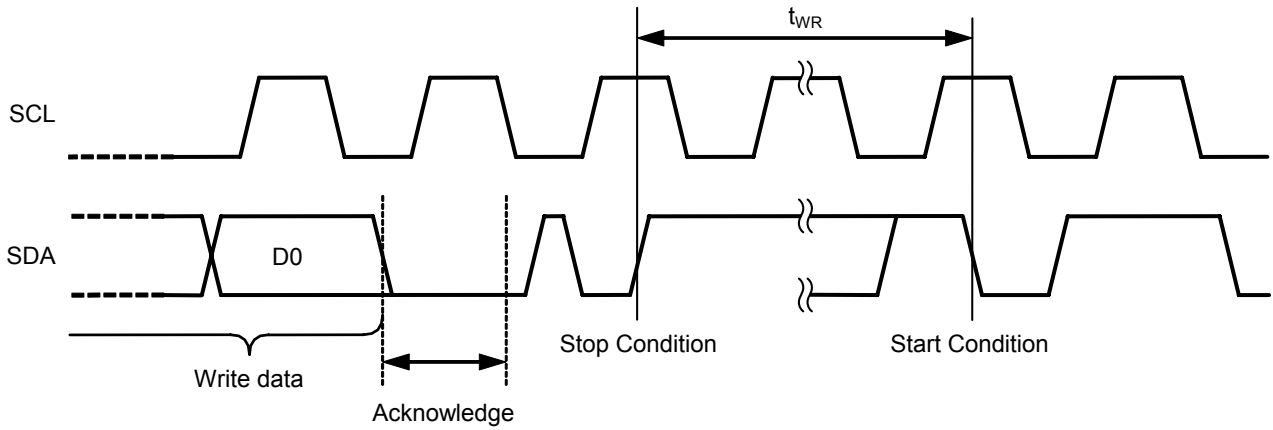 tWR
SCL
SDA
D0
Stop Condition
Start Condition
Write data
Acknowledge